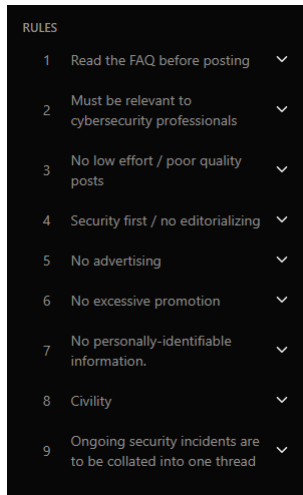 RULES
1 Read the FAQ before posting
2 Must be relevant to
cybersecurity professionals
3 No low effort / poor quality
posts
4 Security first / no editorializing
5 No advertising
6 No excessive promotion
7 No personally-identifiable
information.
8 Civility
9 Ongoing security incidents are
to be collated into one thread